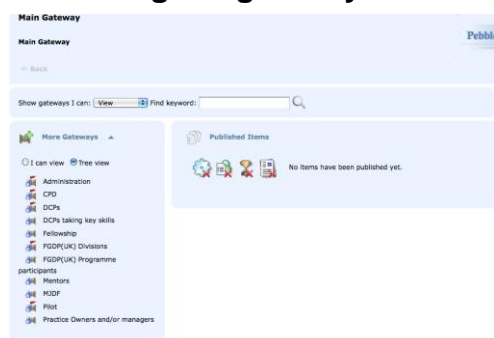 Main Gateway
Main Gateway
Back
Show gateways I can: View Find keyword:
More Gateways
I can view Tree view
Administration
CPD
DCPs
DCPs taking key skills
Fellowship
FGDP(UK) Divisions
FGDP(UK) Programme
participants
Mentors
MJDF
Pilot
Practice Owners and/or managers
Published Items
No items have been published yet.